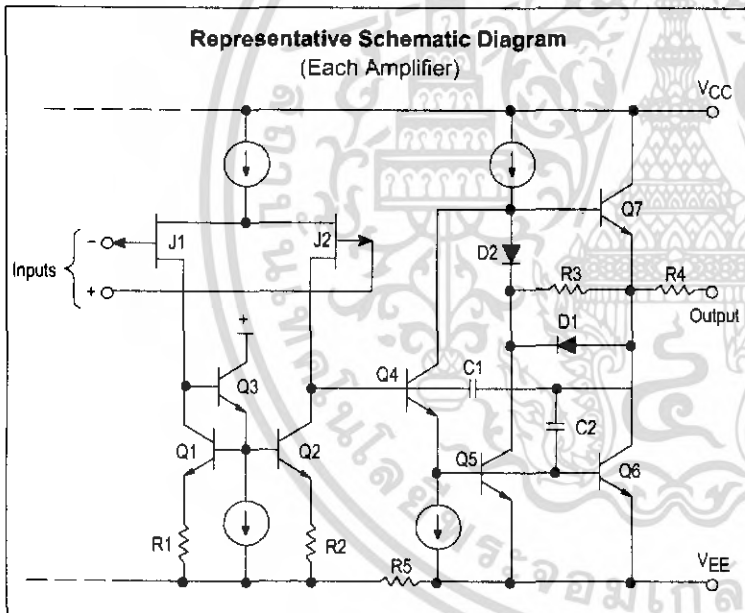 Representative Schematic Diagram
(Each Amplifier)
VCC
Q7
J1
J2
D2
R3
R4
Inputs
-
+
Output
+
D1
Q3
Q4
C1
C2
Q1
Q2
Q5
Q6
R1
R2
R5
VEE